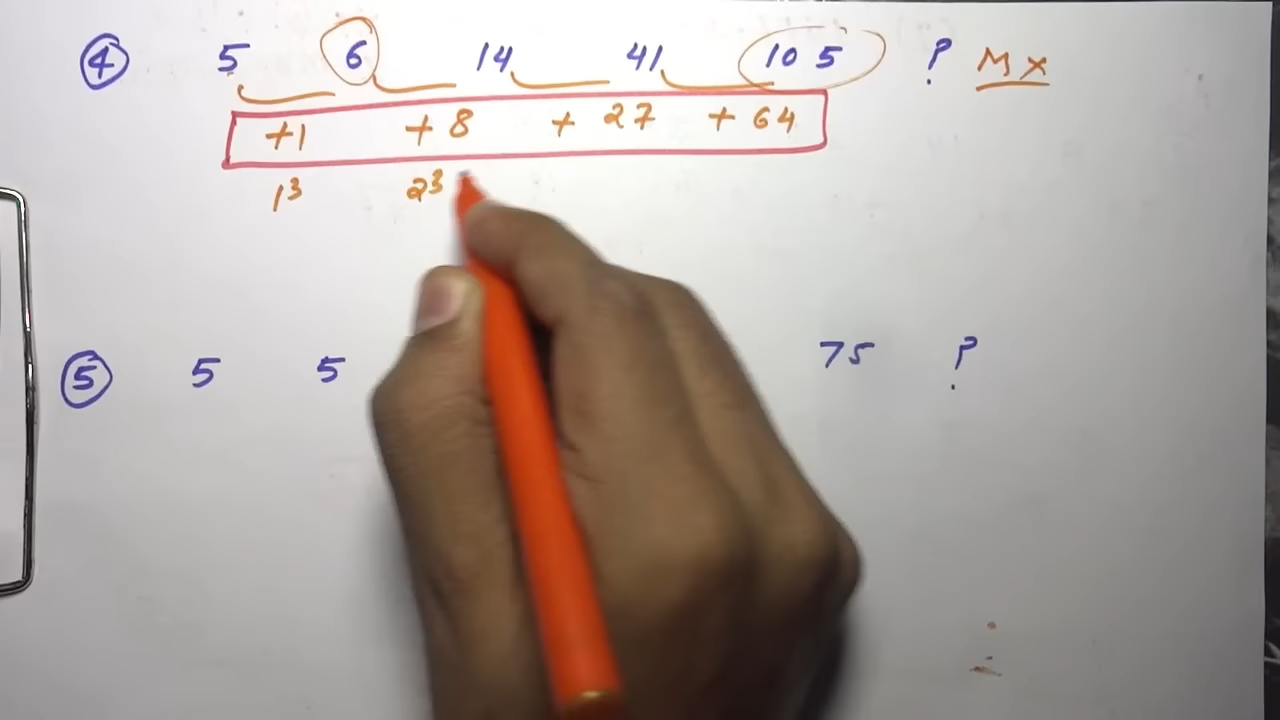 ④ 5 6 14 41 105 ? Mx
+1 +8 +27 +64
1³ 2³
⑤ 5 5 75 ?